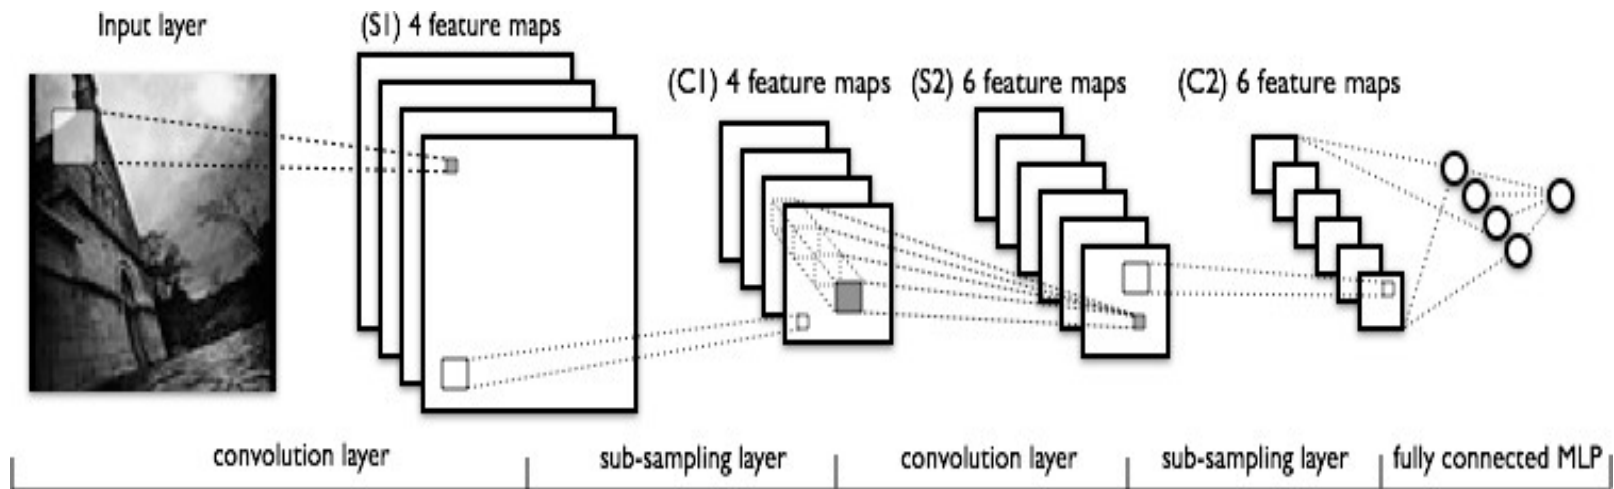 Input layer
(S1) 4 feature maps
(C1) 4 feature maps
(S2) 6 feature maps
(C2) 6 feature maps
convolution layer
sub-sampling layer
convolution layer
sub-sampling layer
fully connected MLP